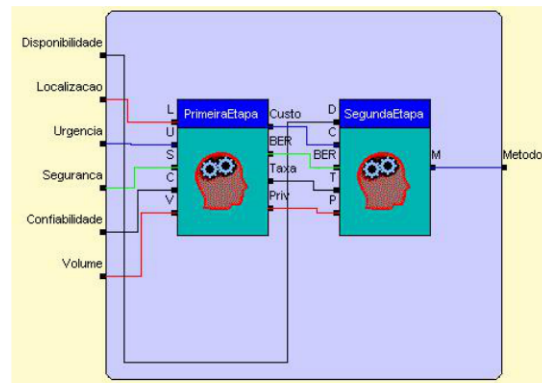 Disponibilidade
Localizacao
Urgencia
Seguranca
Confiabilidade
Volume
L
U
S
C
V
PrimeiraEtapa
Custo
BER
Taxa
Priv
D
C
BER
T
P
SegundaEtapa
M
Metodo